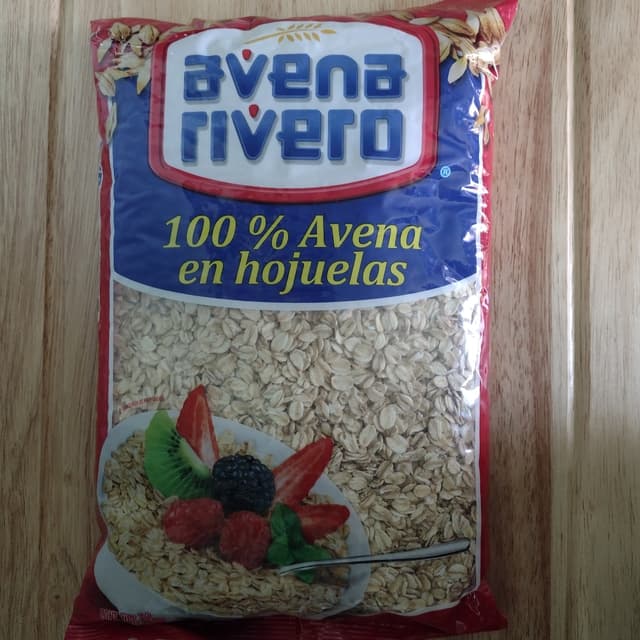 avena
rivero
®
100 % Avena
en hojuelas